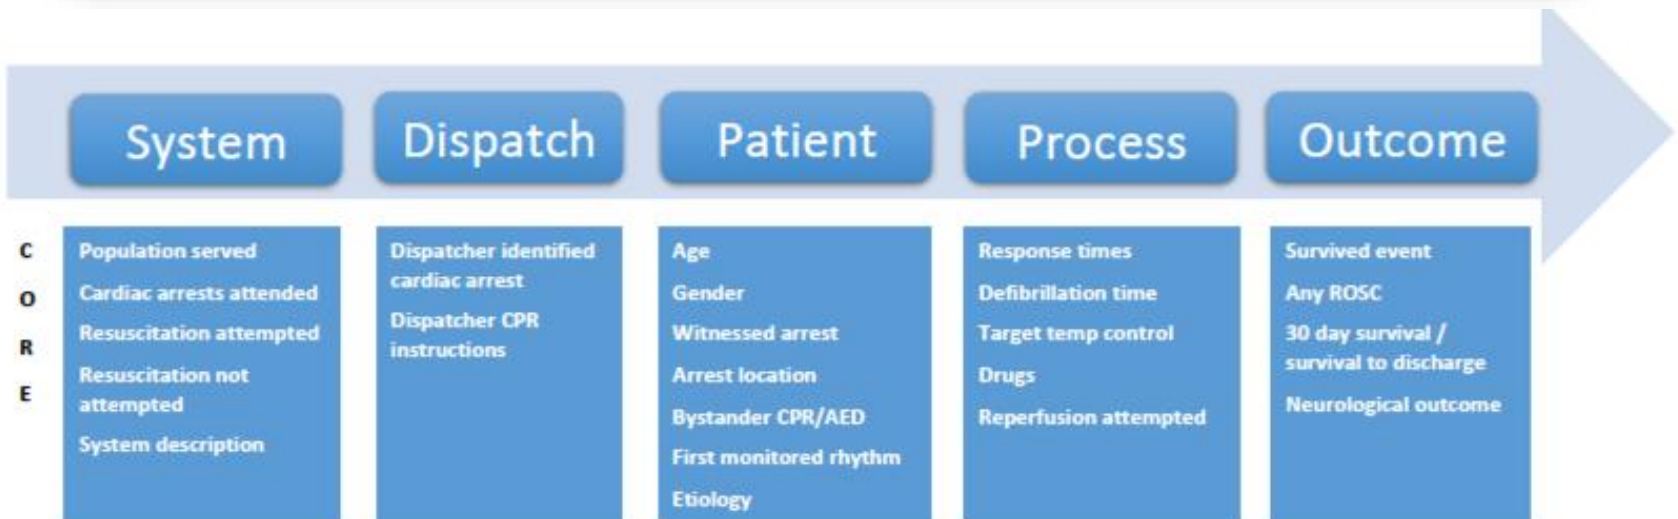 System
Dispatch
Patient
Process
Outcome
C
O
R
E
Population served
Cardiac arrests attended
Resuscitation attempted
Resuscitation not
attempted
System description
Dispatcher identified
cardiac arrest
Dispatcher CPR
instructions
Age
Gender
Witnessed arrest
Arrest location
Bystander CPR/AED
First monitored rhythm
Etiology
Response times
Defibrillation time
Target temp control
Drugs
Reperfusion attempted
Survived event
Any ROSC
30 day survival /
survival to discharge
Neurological outcome